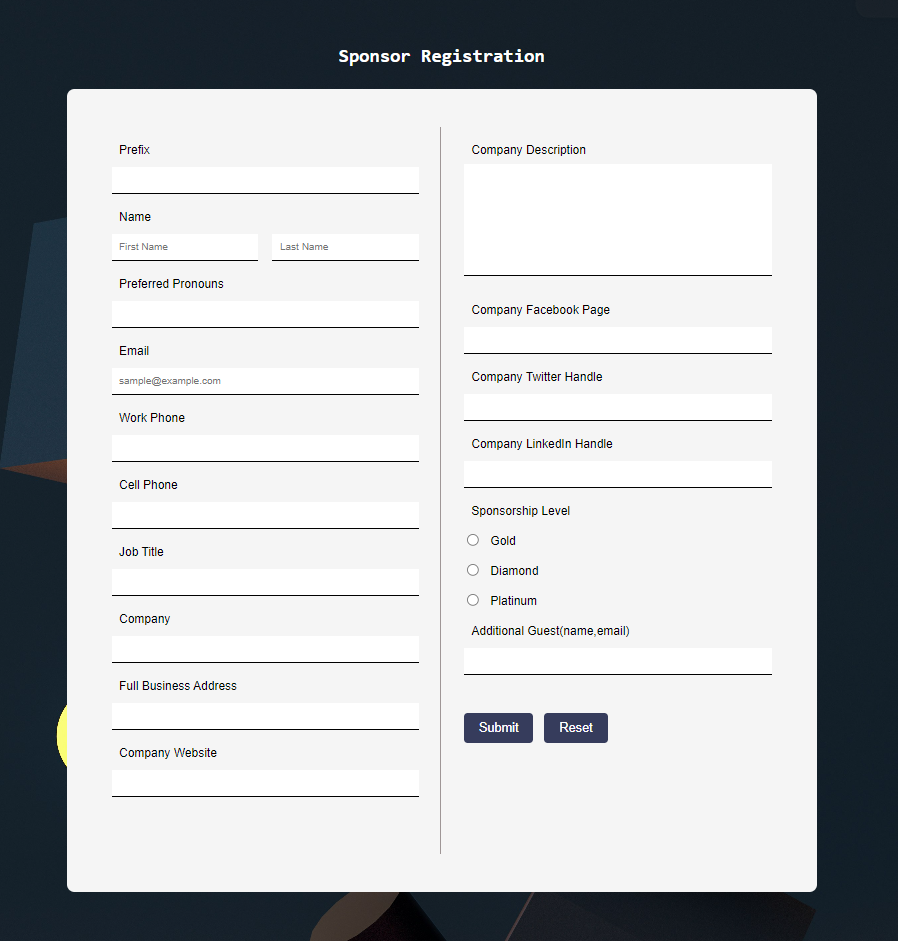 Sponsor Registration
Prefix
Name
First Name
Last Name
Preferred Pronouns
Email
sample@example.com
Work Phone
Cell Phone
Job Title
Company
Full Business Address
Company Website
Company Description
Company Facebook Page
Company Twitter Handle
Company LinkedIn Handle
Sponsorship Level
Gold
Diamond
Platinum
Additional Guest(name,email)
Submit
Reset